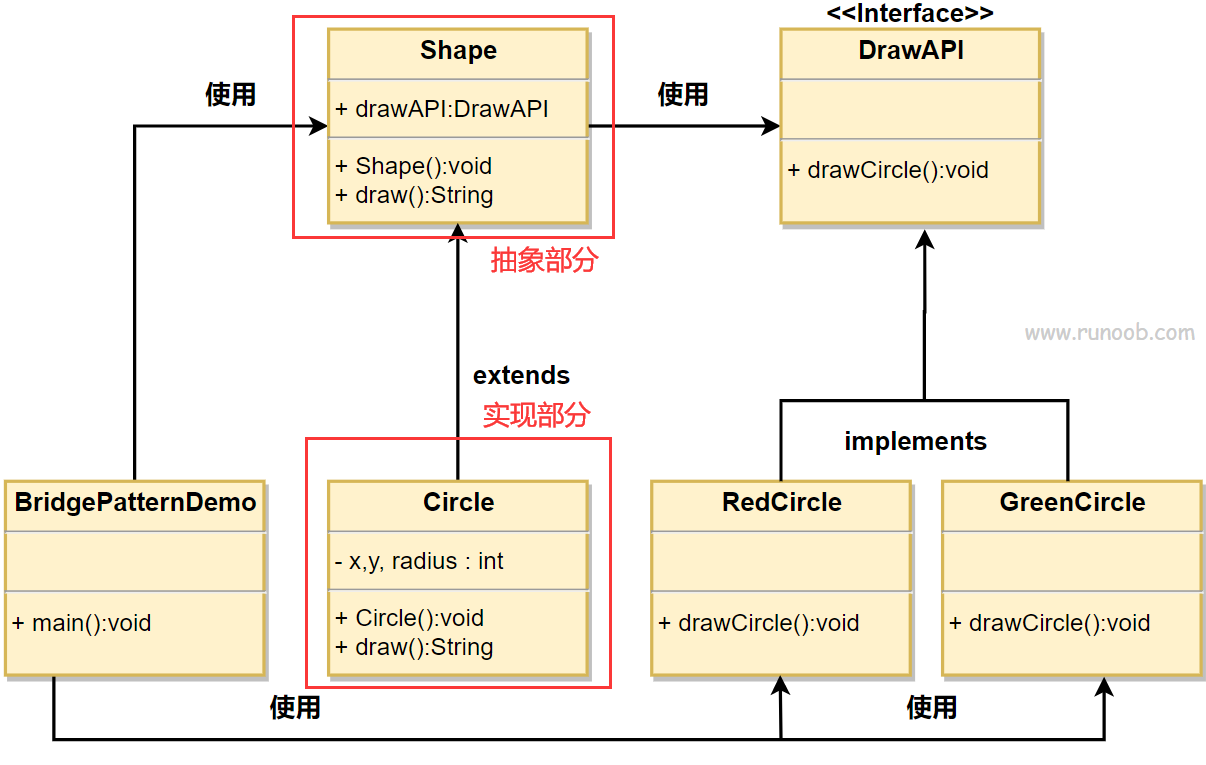 <<Interface>>
Shape
+ drawAPI:DrawAPI
+ Shape():void
+ draw():String
使用
使用
DrawAPI
+ drawCircle():void
抽象部分
www.runoob.com
extends
实现部分
implements
BridgePatternDemo
+ main():void
Circle
- x,y, radius : int
+ Circle():void
+ draw():String
RedCircle
+ drawCircle():void
GreenCircle
+ drawCircle():void
使用
使用